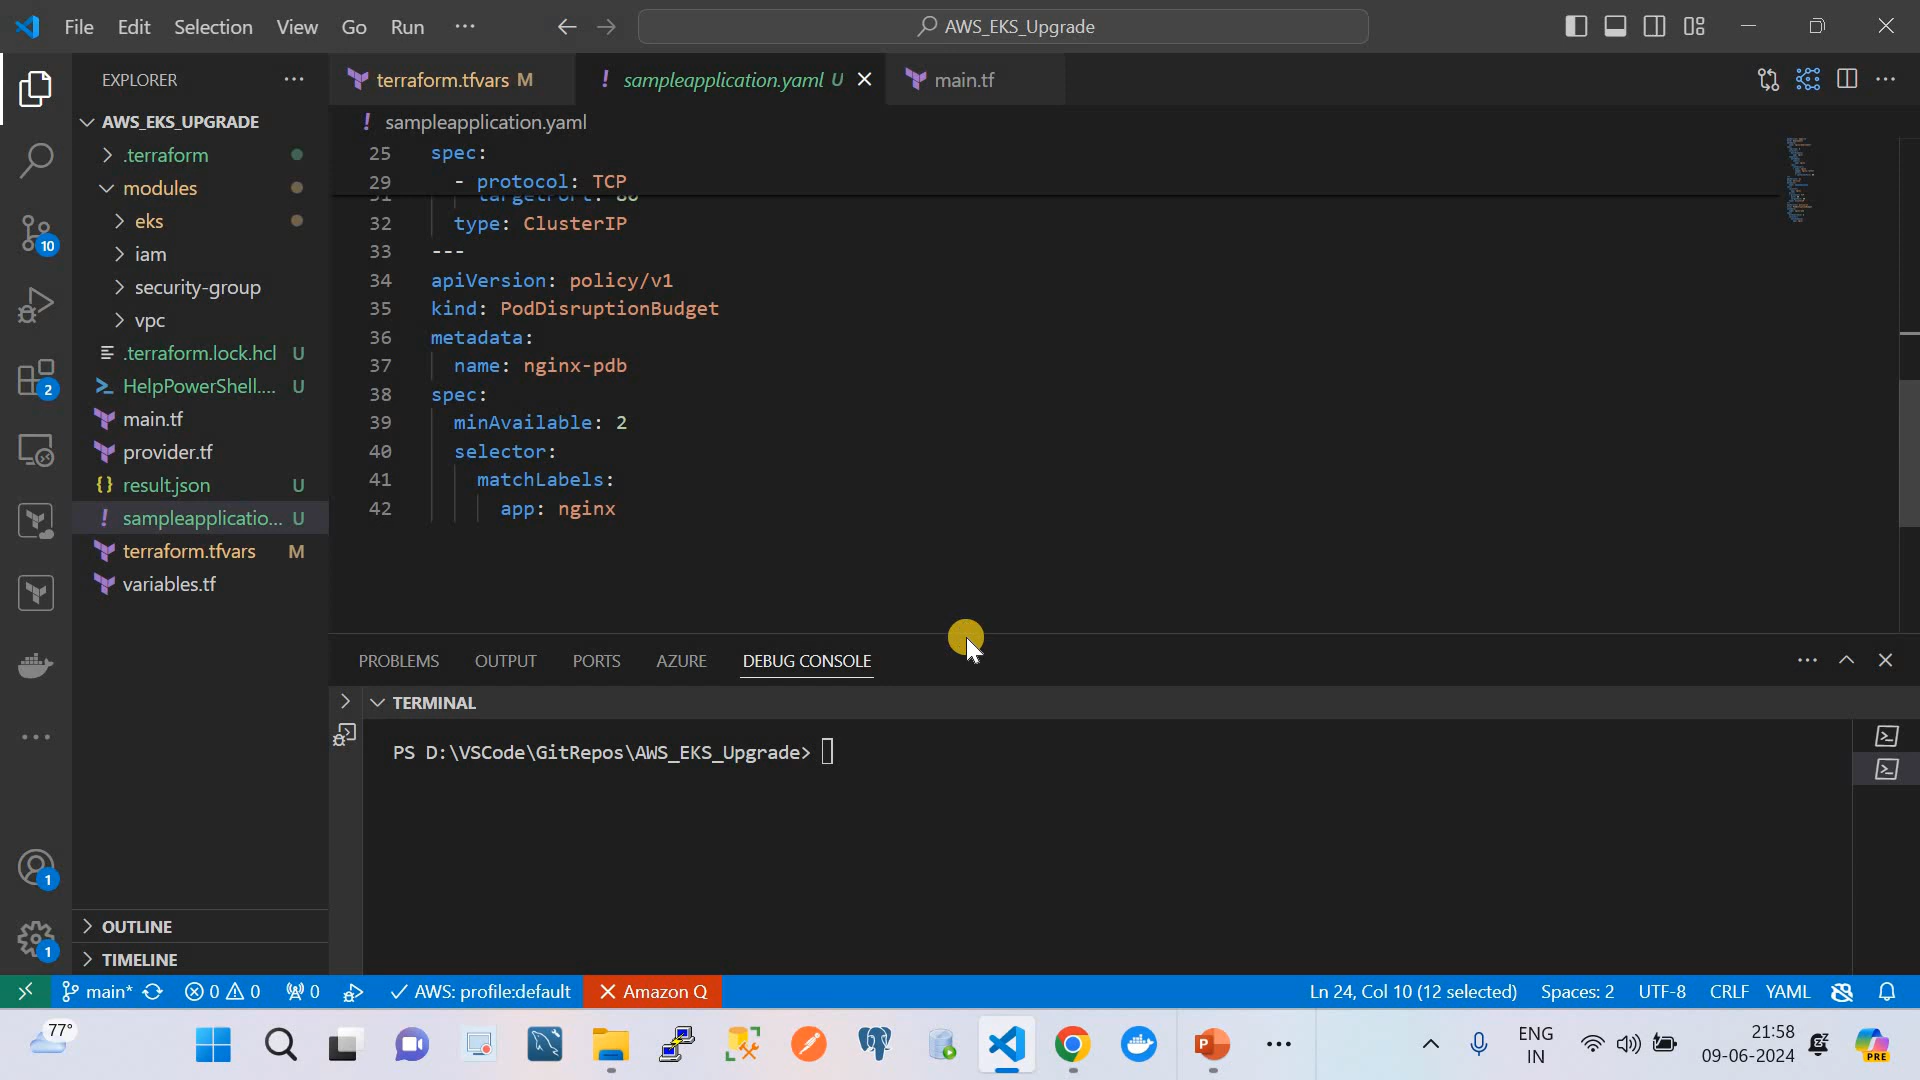 File Edit Selection View Go Run
AWS_EKS_Upgrade
EXPLORER
AWS_EKS_UPGRADE
.terraform
modules
eks
iam
security-group
vpc
.terraform.lock.hcl U
HelpPowerShell.... U
main.tf
provider.tf
result.json U
sampleapplicatio... U
terraform.tfvars M
variables.tf
OUTLINE
TIMELINE
10
2
1
1
terraform.tfvars M
sampleapplication.yaml U
main.tf
sampleapplication.yaml
25 spec:
29 - protocol: TCP
31 targetPort: 80
32 type: ClusterIP
33 ---
34 apiVersion: policy/v1
35 kind: PodDisruptionBudget
36 metadata:
37 name: nginx-pdb
38 spec:
39 minAvailable: 2
40 selector:
41 matchLabels:
42 app: nginx
PROBLEMS OUTPUT PORTS AZURE DEBUG CONSOLE
TERMINAL
PS D:\VSCode\GitRepos\AWS_EKS_Upgrade>
main* 0 0 0 AWS: profile:default Amazon Q
Ln 24, Col 10 (12 selected) Spaces: 2 UTF-8 CRLF YAML
77°
ENG
IN
21:58
09-06-2024
PRE